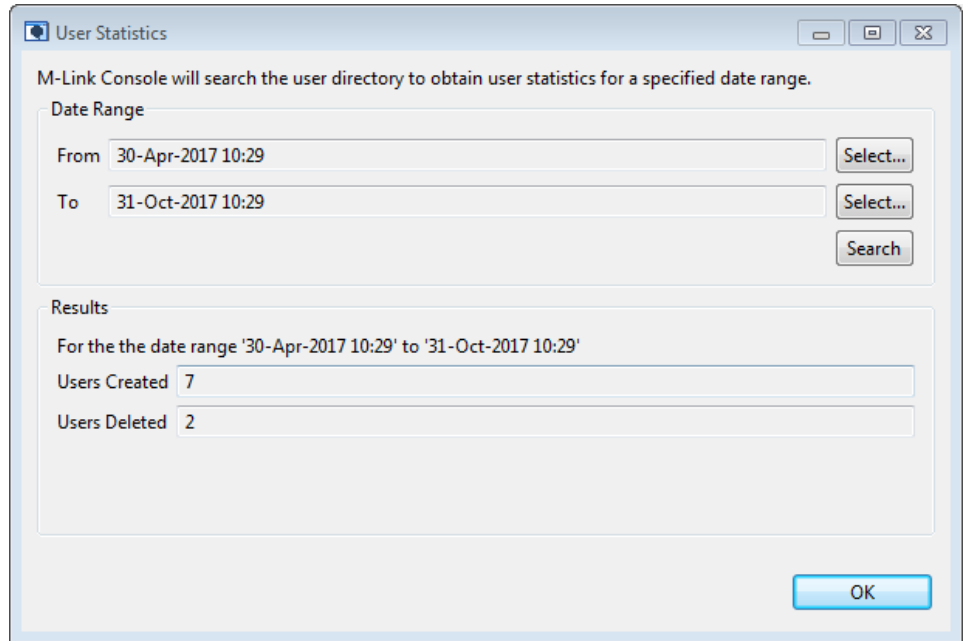 User Statistics
M-Link Console will search the user directory to obtain user statistics for a specified date range.
Date Range
From 30-Apr-2017 10:29 Select...
To 31-Oct-2017 10:29 Select...
Search
Results
For the the date range '30-Apr-2017 10:29' to '31-Oct-2017 10:29'
Users Created 7
Users Deleted 2
OK